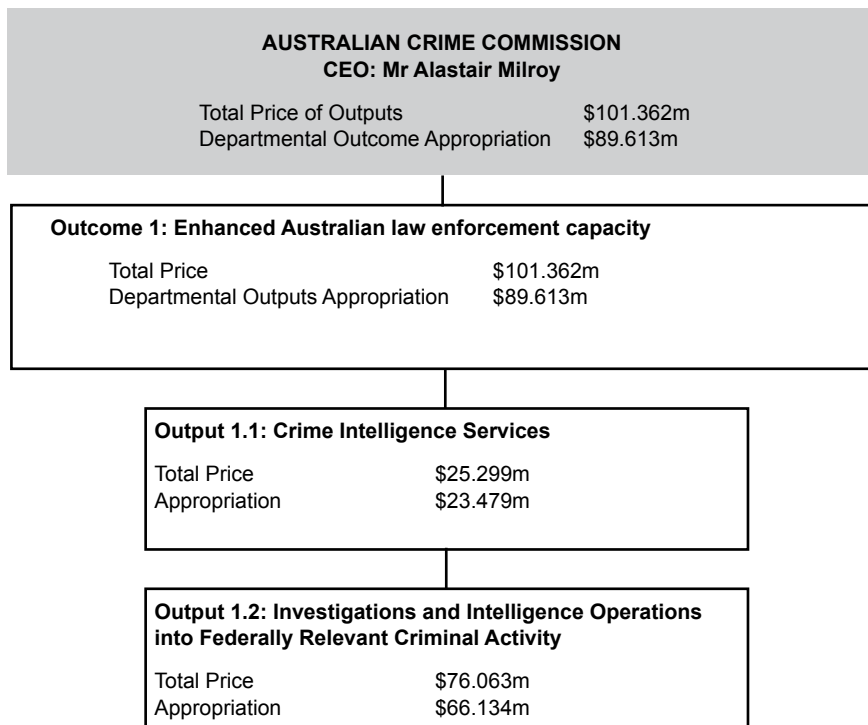 AUSTRALIAN CRIME COMMISSION
CEO: Mr Alastair Milroy
Total Price of Outputs $101.362m
Departmental Outcome Appropriation $89.613m
Outcome 1: Enhanced Australian law enforcement capacity
Total Price $101.362m
Departmental Outputs Appropriation $89.613m
Output 1.1: Crime Intelligence Services
Total Price $25.299m
Appropriation $23.479m
Output 1.2: Investigations and Intelligence Operations
into Federally Relevant Criminal Activity
Total Price $76.063m
Appropriation $66.134m